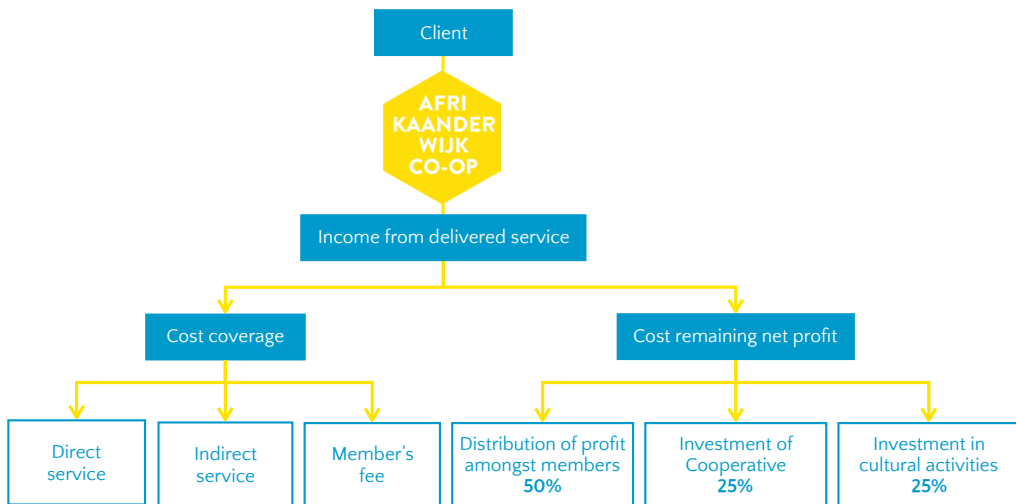 Client
AFRI
KAANDER
WIJK
CO-OP
Income from delivered service
Cost coverage
Cost remaining net profit
Direct
service
Indirect
service
Member’s
fee
Distribution of profit
amongst members
50%
Investment of
Cooperative
25%
Investment in
cultural activities
25%